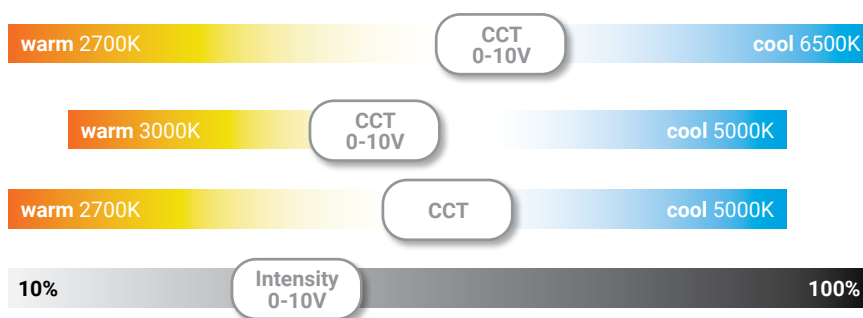 warm 2700K
CCT
0-10V
cool 6500K
warm 3000K
CCT
0-10V
cool 5000K
warm 2700K
CCT
cool 5000K
10%
Intensity
0-10V
100%